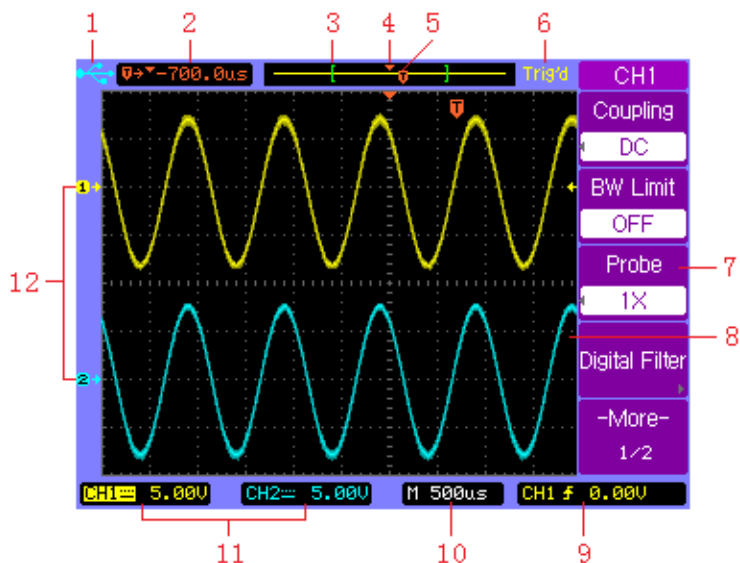 1 2 3 4 5 6
T→▼-700.0us T Trig'd CH1
T
Coupling
DC
1
BW Limit
OFF
Probe 7
12
1X
8
Digital Filter
2
-More-
1/2
CH1 5.00V CH2 5.00V M 500us CH1 0.00V
11 10 9